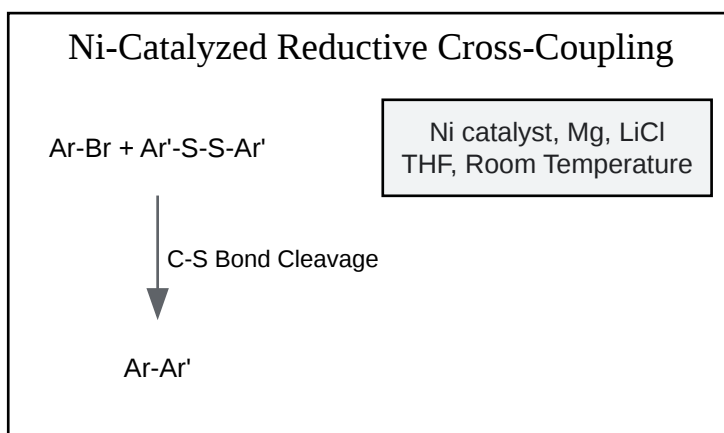 Ni-Catalyzed Reductive Cross-Coupling
Ar-Br + Ar'-S-S-Ar'
Ni catalyst, Mg, LiCl
THF, Room Temperature
C-S Bond Cleavage
Ar-Ar'